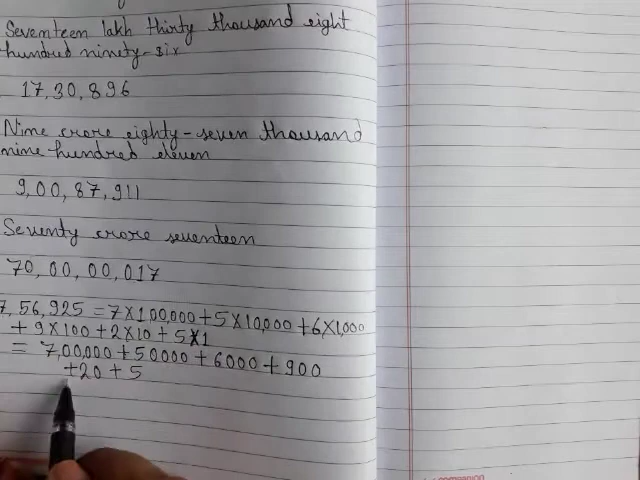 Seventeen lakh thirty thousand eight
hundred ninety-six
17,30,896
Nine crore eighty-seven thousand
nine hundred eleven
9,00,87,911
Seventy crore seventeen
70,00,00,017
7,56,925 = 7×100,000+5×10,000+6×1,000
+ 9×100 + 2×10 + 5×1
= 7,00,000+50000+6000+900
+20+5